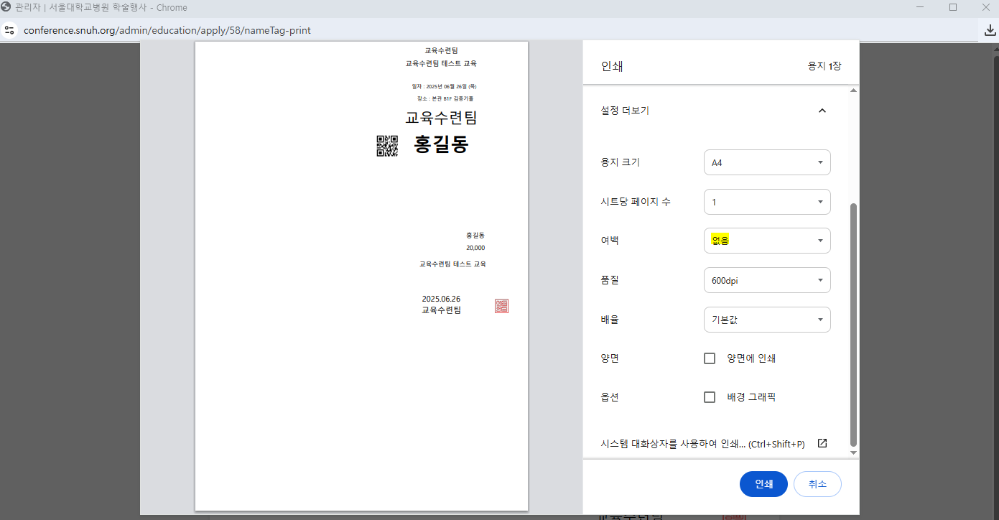 관리자 | 서울대학교병원 학술행사 - Chrome
conference.snuh.org/admin/education/apply/58/nameTag-print
교육수련팀
교육수련팀 테스트 교육
일자 : 2025년 06월 26일 (목)
장소 : 본관 B1F 김종기홀
교육수련팀
홍길동
홍길동
20,000
교육수련팀 테스트 교육
2025.06.26
교육수련팀
인쇄
용지 1장
설정 더보기
용지 크기
A4
시트당 페이지 수
1
여백
없음
품질
600dpi
배율
기본값
양면
양면에 인쇄
옵션
배경 그래픽
시스템 대화상자를 사용하여 인쇄... (Ctrl+Shift+P)
인쇄
취소